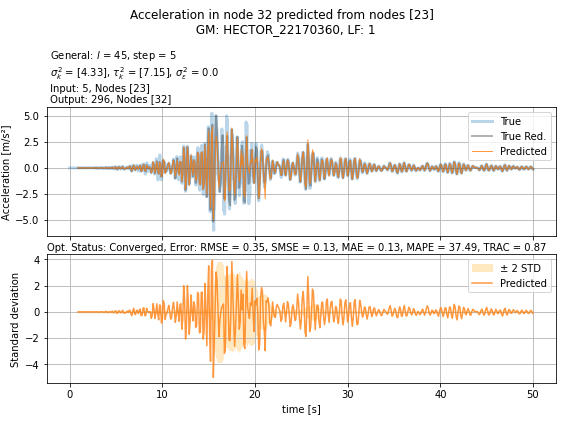 Acceleration in node 32 predicted from nodes [23]
GM: HECTOR_22170360, LF: 1
General: l = 45, step = 5
σ²ₖ = [4.33], τ²ₖ = [7.15], σ²ε = 0.0
Input: 5, Nodes [23]
Output: 296, Nodes [32]
Acceleration [m/s²]
5.0
2.5
0.0
−2.5
−5.0
True
True Red.
Predicted
Opt. Status: Converged, Error: RMSE = 0.35, SMSE = 0.13, MAE = 0.13, MAPE = 37.49, TRAC = 0.87
Standard deviation
4
2
0
−2
−4
± 2 STD
Predicted
0 10 20 30 40 50
time [s]